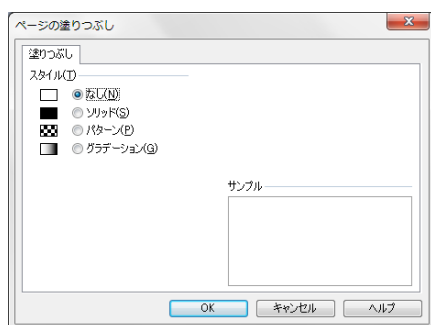 ページの塗りつぶし
塗りつぶし
スタイル(T)
なし(N)
ソリッド(S)
パターン(P)
グラデーション(G)
サンプル
OK キャンセル ヘルプ